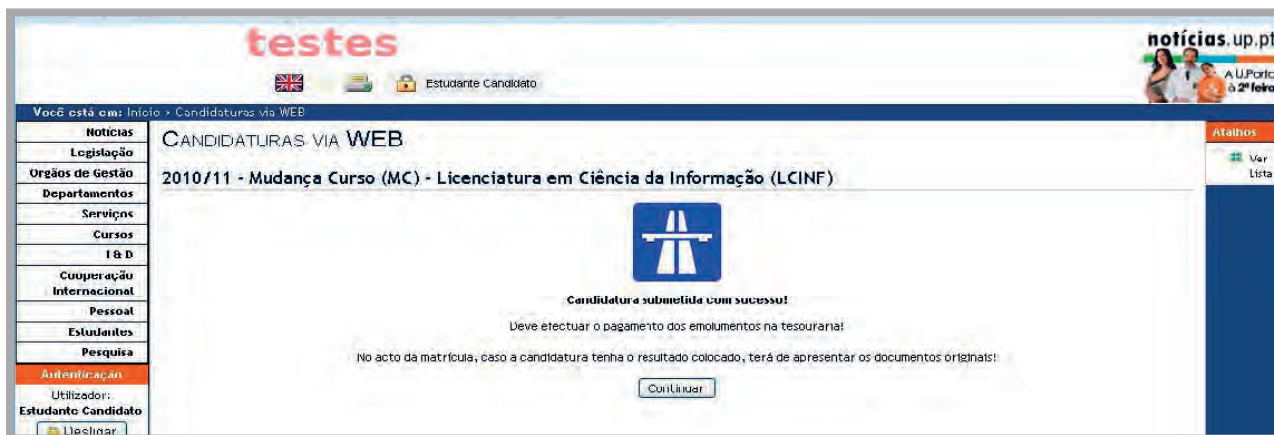 testes
notícias.up.pt
Estudante Candidato
A U.Porto
à 2ª feira
Você está em: Início > Candidaturas via WEB
Notícias
Legislação
Orgãos de Gestão
Departamentos
Serviços
Cursos
I & D
Cooperação
Internacional
Pessoal
Estudantes
Pesquisa
Autenticação
Utilizador:
Estudante Candidato
Desligar
CANDIDATURAS VIA WEB
2010/11 - Mudança Curso (MC) - Licenciatura em Ciência da Informação (LCINF)
Candidatura submetida com sucesso!
Deve efectuar o pagamento dos emolumentos na tesouraria!
No acto da matrícula, caso a candidatura tenha o resultado colocado, terá de apresentar os documentos originais!
Continuar
Atalhos
Ver
Lista